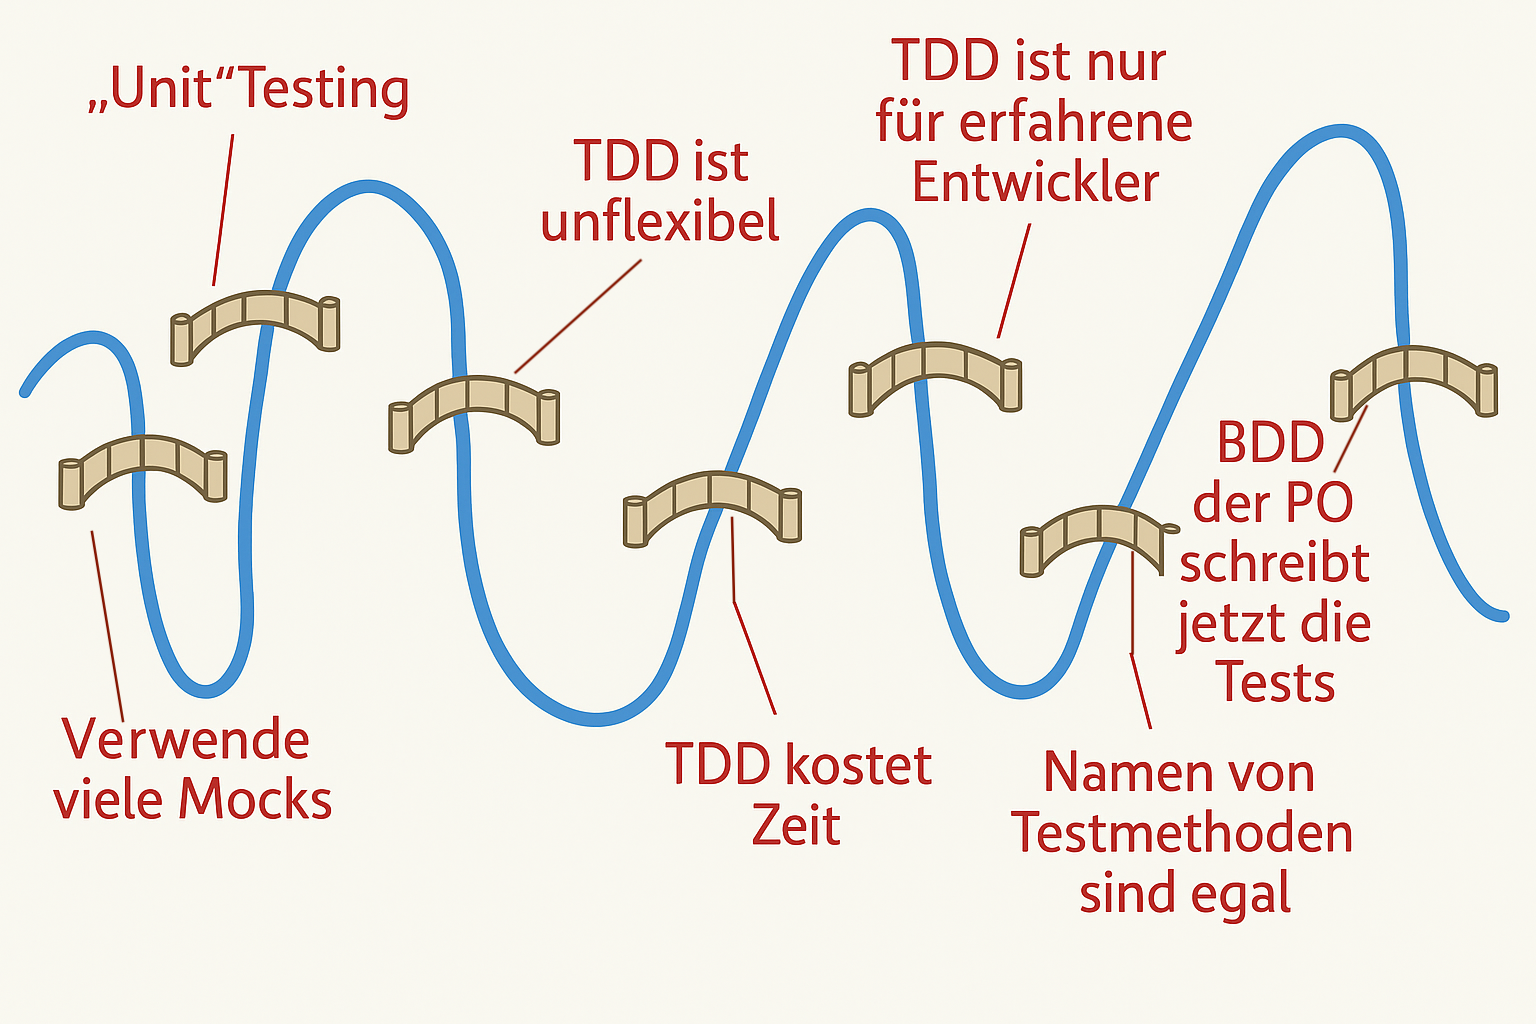 „Unit“Testing
TDD ist
unflexibel
TDD ist nur
für erfahrene
Entwickler
BDD
der PO
schreibt
jetzt die
Tests
Verwende
viele Mocks
TDD kostet
Zeit
Namen von
Testmethoden
sind egal